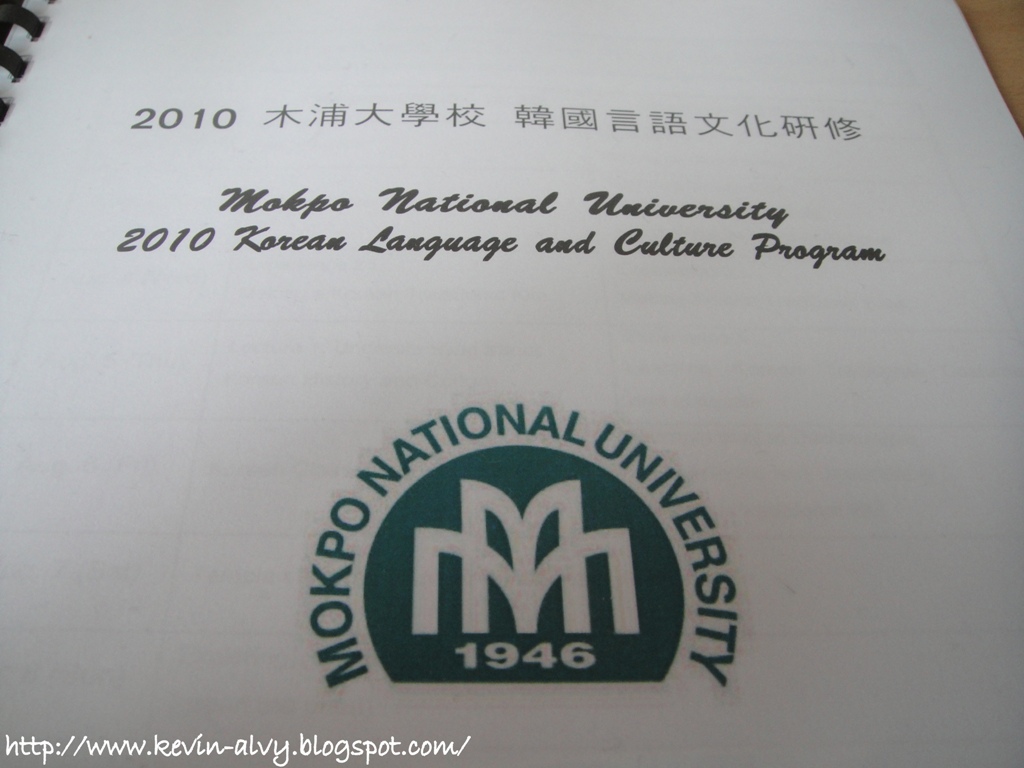 2010 木浦大學校 韓國言語文化硏修
Mokpo National University
2010 Korean Language and Culture Program
MOKPO NATIONAL UNIVERSITY
1946
http://www.kevin-alvy.blogspot.com/